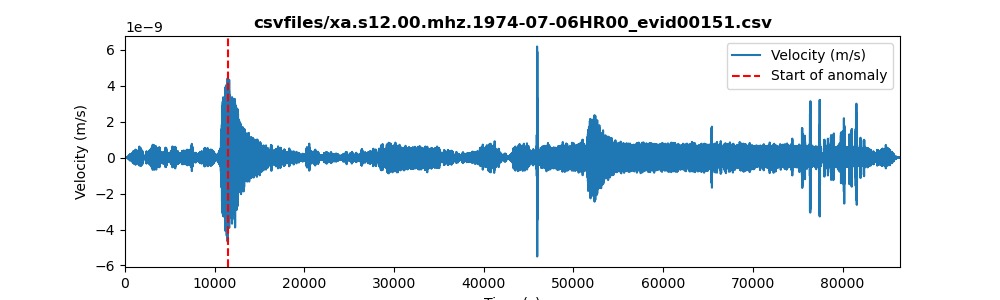 csvfiles/xa.s12.00.mhz.1974-07-06HR00_evid00151.csv
1e−9
Velocity (m/s)
Start of anomaly
6
4
2
0
−2
−4
−6
Velocity (m/s)
0 10000 20000 30000 40000 50000 60000 70000 80000